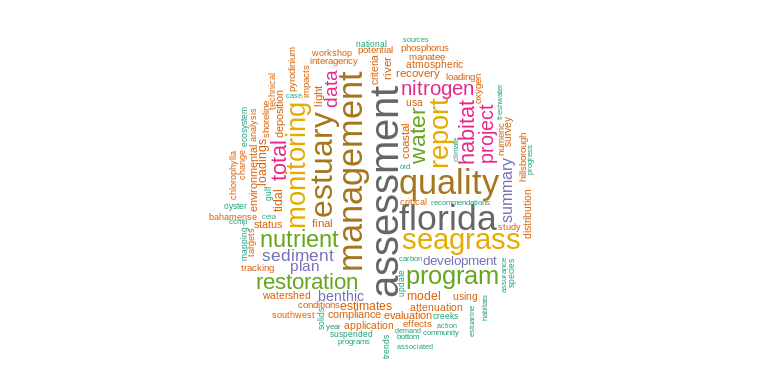 sources
national
phosphorus
workshop
potential
manatee
interagency
atmospheric
criteria
river
recovery
loading
pyrodinium
impacts
data
light
management
nitrogen
oxygen
technical
case
deposition
shoreline
monitoring
estuary
assessment
usa
water
report
habitat
project
freshwater
survey
numeric
ecosystem
analysis
total
loadings
coastal
climate
old
hillsborough
progress
chlorophylla
change
environmental
gulf
tidal
quality
summary
critical
recommendations
distribution
oyster
bahamense
ccmp
ceia
status
final
florida
study
mapping
targets
nutrient
seagrass
sediment
plan
tracking
carbon
development
assurance
species
restoration
update
program
watershed
benthic
model
using
conditions
estimates
attenuation
southwest
solids
compliance
evaluation
creeks
estuarine
habitats
year
application
effects
action
suspended
demand
community
programs
bottom
trends
associated